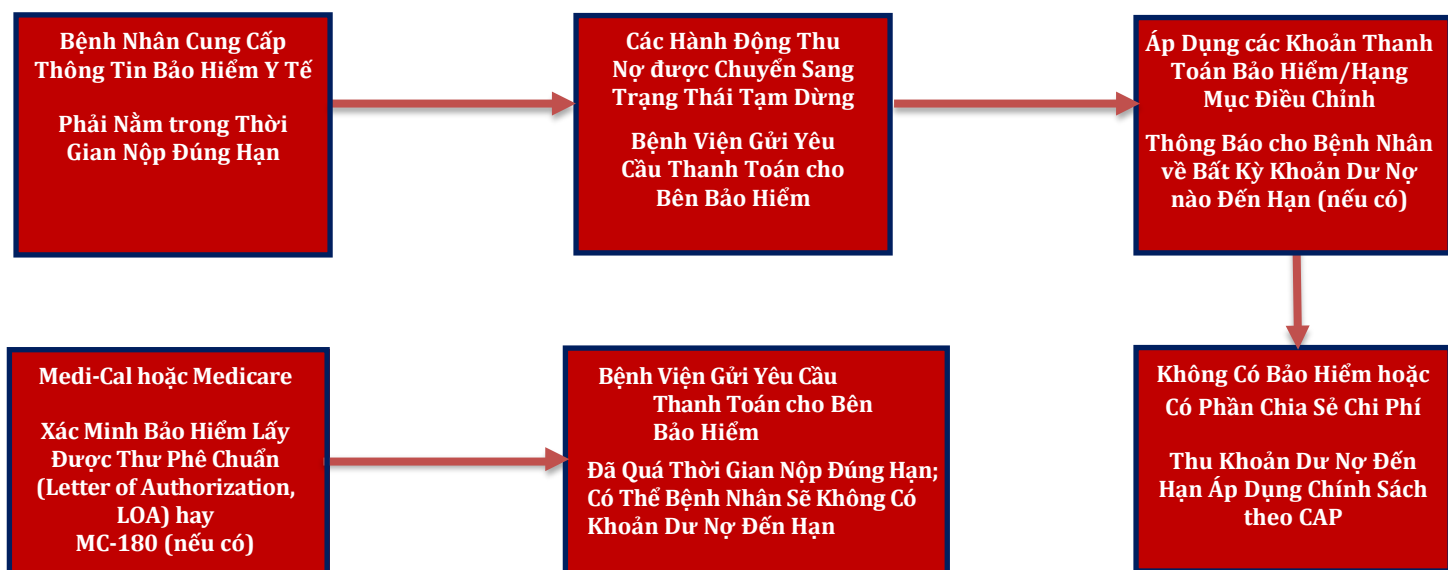 Bệnh Nhân Cung Cấp
Thông Tin Bảo Hiểm Y Tế
Phải Nằm trong Thời
Gian Nộp Đúng Hạn
Các Hành Động Thu
Nợ được Chuyển Sang
Trạng Thái Tạm Dừng
Bệnh Viện Gửi Yêu
Cầu Thanh Toán cho
Bên Bảo Hiểm
Áp Dụng các Khoản Thanh
Toán Bảo Hiểm/Hạng
Mục Điều Chỉnh
Thông Báo cho Bệnh Nhân
về Bất Kỳ Khoản Dư Nợ
nào Đến Hạn (nếu có)
Medi-Cal hoặc Medicare
Xác Minh Bảo Hiểm Lấy
Được Thư Phê Chuẩn
(Letter of Authorization,
LOA) hay
MC-180 (nếu có)
Bệnh Viện Gửi Yêu Cầu
Thanh Toán cho Bên
Bảo Hiểm
Đã Quá Thời Gian Nộp Đúng Hạn;
Có Thể Bệnh Nhân Sẽ Không Có
Khoản Dư Nợ Đến Hạn
Không Có Bảo Hiểm hoặc
Có Phần Chia Sẻ Chi Phí
Thu Khoản Dư Nợ Đến
Hạn Áp Dụng Chính Sách
theo CAP